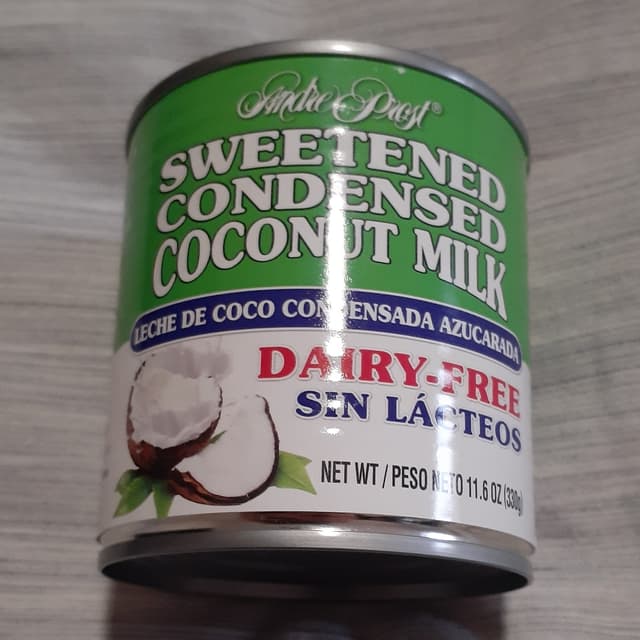 Andre Prost®
SWEETENED
CONDENSED
COCONUT MILK
LECHE DE COCO CONDENSADA AZUCARADA
DAIRY-FREE
SIN LÁCTEOS
NET WT / PESO NETO 11.6 OZ (330g)